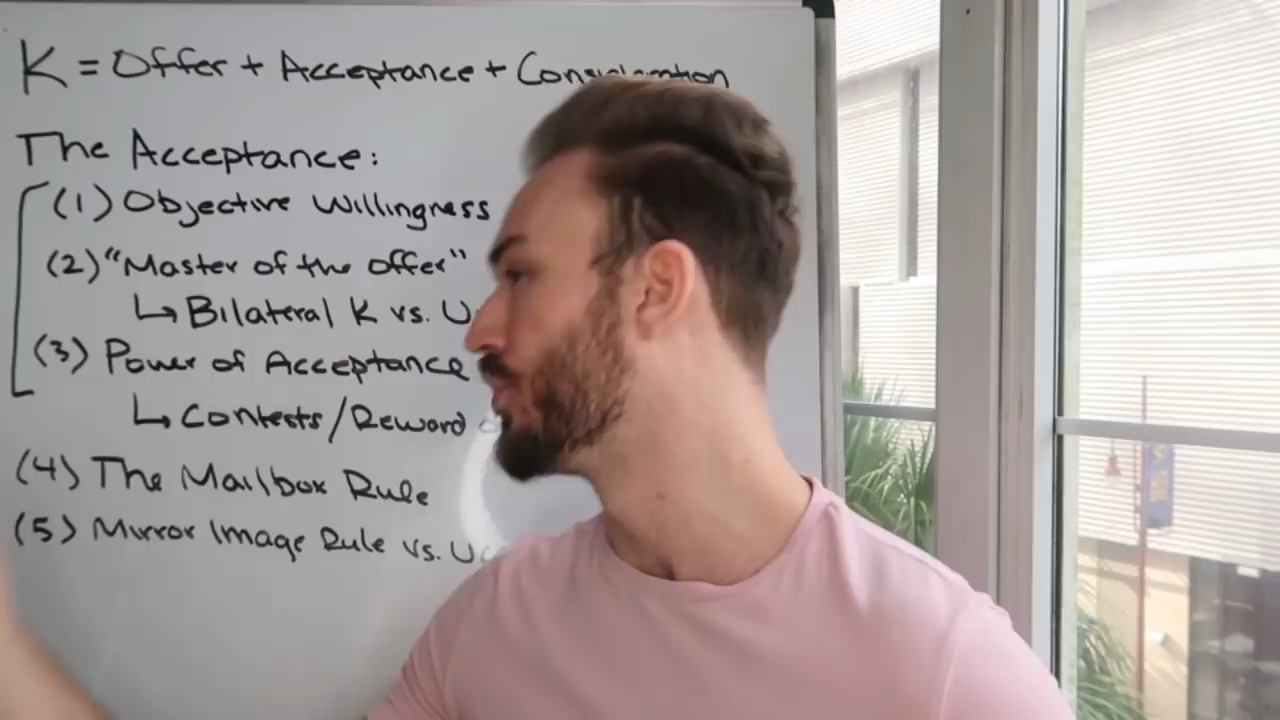 K = Offer + Acceptance + Consideration
The Acceptance:
(1) Objective Willingness
(2) "Master of the offer"
↳ Bilateral K vs. U
(3) Power of Acceptance
↳ Contests/Reward
(4) The Mailbox Rule
(5) Mirror Image Rule vs. U